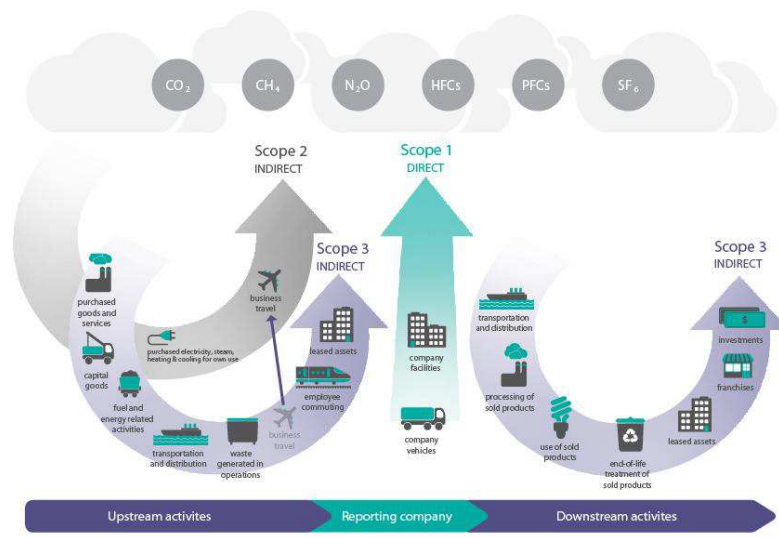 CO₂
CH₄
N₂O
HFCs
PFCs
SF₆
Scope 2
INDIRECT
Scope 1
DIRECT
Scope 3
INDIRECT
Scope 3
INDIRECT
purchased
goods and
services
capital
goods
fuel and
energy related
activities
purchased electricity, steam,
heating & cooling for own use
transportation
and distribution
waste
generated in
operations
business
travel
business
travel
employee
commuting
leased assets
company
facilities
company
vehicles
transportation
and distribution
processing of
sold products
use of sold
products
end-of-life
treatment of
sold products
leased assets
franchises
investments
$
Upstream activites
Reporting company
Downstream activites